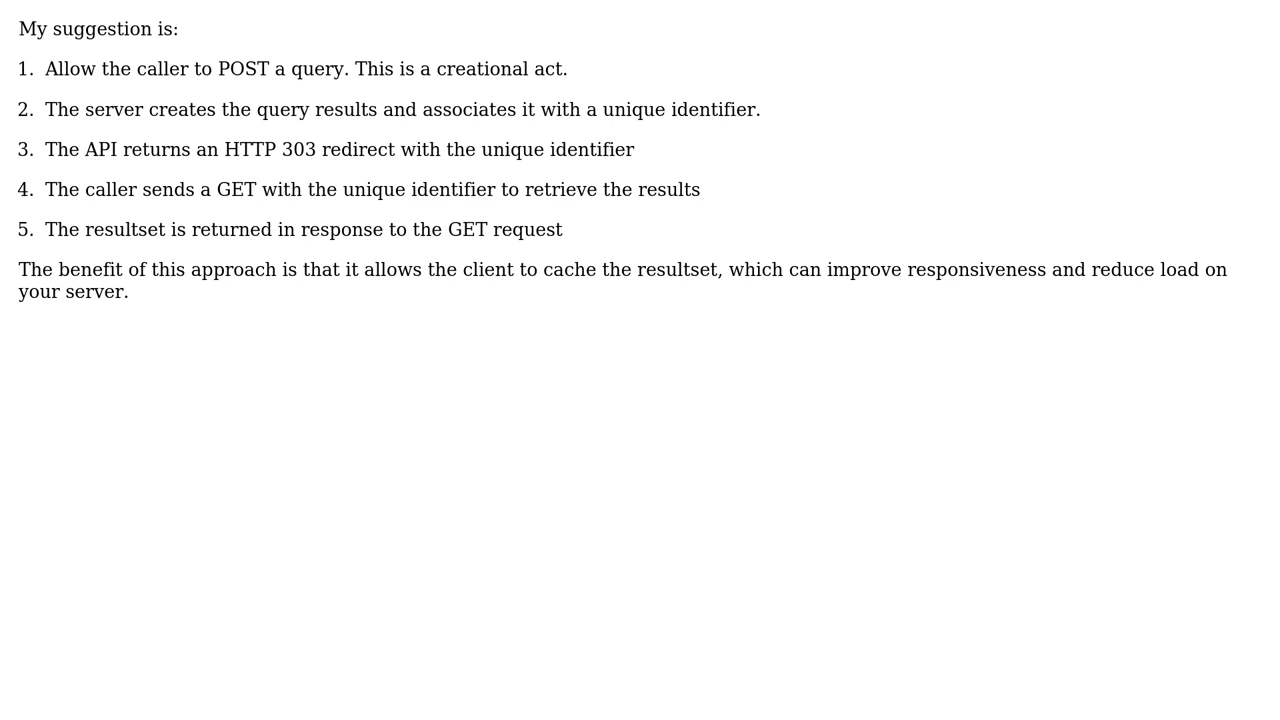 My suggestion is:
1. Allow the caller to POST a query. This is a creational act.
2. The server creates the query results and associates it with a unique identifier.
3. The API returns an HTTP 303 redirect with the unique identifier
4. The caller sends a GET with the unique identifier to retrieve the results
5. The resultset is returned in response to the GET request
The benefit of this approach is that it allows the client to cache the resultset, which can improve responsiveness and reduce load on
your server.